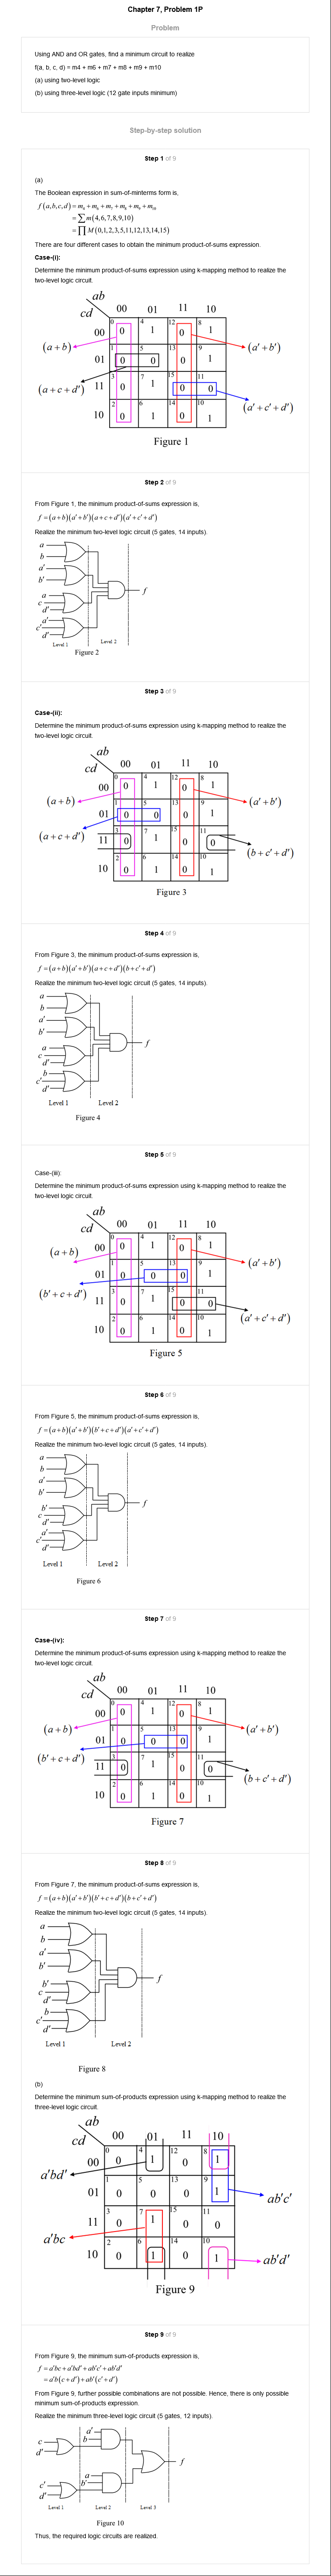 Chapter 7, Problem 1P
Problem
Using AND and OR gates, find a minimum circuit to realize
f(a, b, c, d) = m4 + m6 + m7 + m8 + m9 + m10
(a) using two-level logic
(b) using three-level logic (12 gate inputs minimum)
Step-by-step solution
Step 1 of 9
(a)
The Boolean expression in sum-of-minterms form is,
f(a,b,c,d) = m₄ + m₆ + m₇ + m₈ + m₉ + m₁₀
= ∑m(4,6,7,8,9,10)
= ∏M(0,1,2,3,5,11,12,13,14,15)
There are four different cases to obtain the minimum product-of-sums expression.
Case-(i):
Determine the minimum product-of-sums expression using k-mapping method to realize the
two-level logic circuit.
ab
cd 00 01 11 10
00 0 0 4 1 12 0 8 1
(a+b) (a′+b′)
01 1 0 5 0 13 0 9 1
(a+c+d′) 11 3 0 7 1 15 0 11 0
(a′+c′+d′)
10 2 0 6 1 14 0 10 1
Figure 1
Step 2 of 9
From Figure 1, the minimum product-of-sums expression is,
f = (a+b)(a′+b′)(a+c+d′)(a′+c′+d′)
Realize the minimum two-level logic circuit (5 gates, 14 inputs).
a
b
a′
b′
f
a
c
d′
a′
c′
d′
Level 1 Level 2
Figure 2
Step 3 of 9
Case-(ii):
Determine the minimum product-of-sums expression using k-mapping method to realize the
two-level logic circuit.
ab
cd 00 01 11 10
00 0 0 4 1 12 0 8 1
(a+b) (a′+b′)
01 1 0 5 0 13 0 9 1
(a+c+d′) 11 3 0 7 1 15 0 11 0
(b+c′+d′)
10 2 0 6 1 14 0 10 1
Figure 3
Step 4 of 9
From Figure 3, the minimum product-of-sums expression is,
f = (a+b)(a′+b′)(a+c+d′)(b+c′+d′)
Realize the minimum two-level logic circuit (5 gates, 14 inputs).
a
b
a′
b′
f
a
c
d′
b
c′
d′
Level 1 Level 2
Figure 4
Step 5 of 9
Case-(iii):
Determine the minimum product-of-sums expression using k-mapping method to realize the
two-level logic circuit.
ab
cd 00 01 11 10
(a+b) 00 0 0 4 1 12 0 8 1
(a′+b′)
01 1 0 5 0 13 0 9 1
(b′+c+d′) 11 3 0 7 1 15 0 11 0
(a′+c′+d′)
10 2 0 6 1 14 0 10 1
Figure 5
Step 6 of 9
From Figure 5, the minimum product-of-sums expression is,
f = (a+b)(a′+b′)(b′+c+d′)(a′+c′+d′)
Realize the minimum two-level logic circuit (5 gates, 14 inputs).
a
b
a′
b′
f
b′
c
d′
a′
c′
d′
Level 1 Level 2
Figure 6
Step 7 of 9
Case-(iv):
Determine the minimum product-of-sums expression using k-mapping method to realize the
two-level logic circuit.
ab
cd 00 01 11 10
00 0 0 4 1 12 0 8 1
(a+b) (a′+b′)
01 1 0 5 0 13 0 9 1
(b′+c+d′) 11 3 0 7 1 15 0 11 0
(b+c′+d′)
10 2 0 6 1 14 0 10 1
Figure 7
Step 8 of 9
From Figure 7, the minimum product-of-sums expression is,
f = (a+b)(a′+b′)(b′+c+d′)(b+c′+d′)
Realize the minimum two-level logic circuit (5 gates, 14 inputs).
a
b
a′
b′
f
b′
c
d′
b
c′
d′
Level 1 Level 2
Figure 8
(b)
Determine the minimum sum-of-products expression using k-mapping method to realize the
three-level logic circuit.
ab
cd 00 01 11 10
00 0 0 4 1 12 0 8 1
a′bd′
01 1 0 5 0 13 0 9 1
ab′c′
11 3 0 7 1 15 0 11 0
a′bc
10 2 0 6 1 14 0 10 1 ab′d′
Figure 9
Step 9 of 9
From Figure 9, the minimum sum-of-products expression is,
f = a′bc + a′bd′ + ab′c′ + ab′d′
= a′b(c+d′) + ab′(c′+d′)
From Figure 9, further possible combinations are not possible. Hence, there is only possible
minimum sum-of-products expression.
Realize the minimum three-level logic circuit (5 gates, 12 inputs).
a′
b
c
d′
f
a
b′
c′
d′
Level 1 Level 2 Level 3
Figure 10
Thus, the required logic circuits are realized.